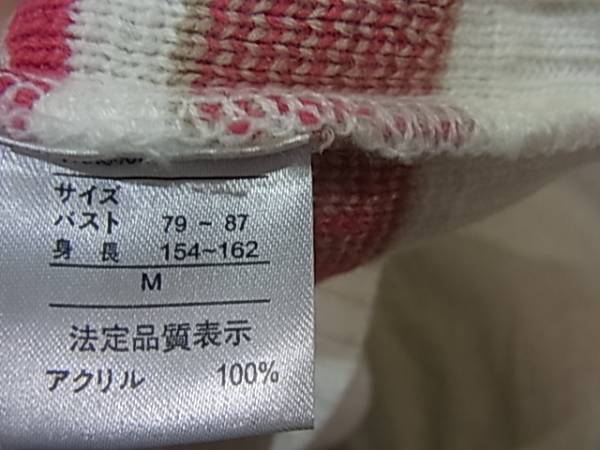 サイズ
バスト 79 ~ 87
身 長 154~162
M
法定品質表示
アクリル 100%